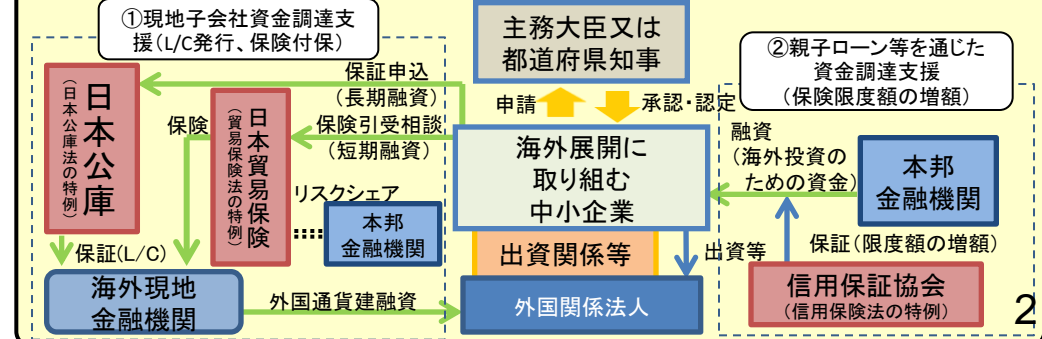 ①現地子会社資金調達支
援(L/C発行、保険付保)
主務大臣又は
都道府県知事
②親子ローン等を通じた
資金調達支援
(保険限度額の増額)
保証申込
(長期融資)
申請
承認・認定
日本公庫
(日本公庫法の特例)
保険
日本貿易保険
(貿易保険法の特例)
保険引受相談
(短期融資)
海外展開に
取り組む
中小企業
融資
(海外投資の
ための資金)
本邦
金融機関
リスクシェア
本邦
金融機関
保証(L/C)
出資関係等
出資等
保証(限度額の増額)
海外現地
金融機関
外国通貨建融資
外国関係法人
信用保証協会
(信用保険法の特例)
2